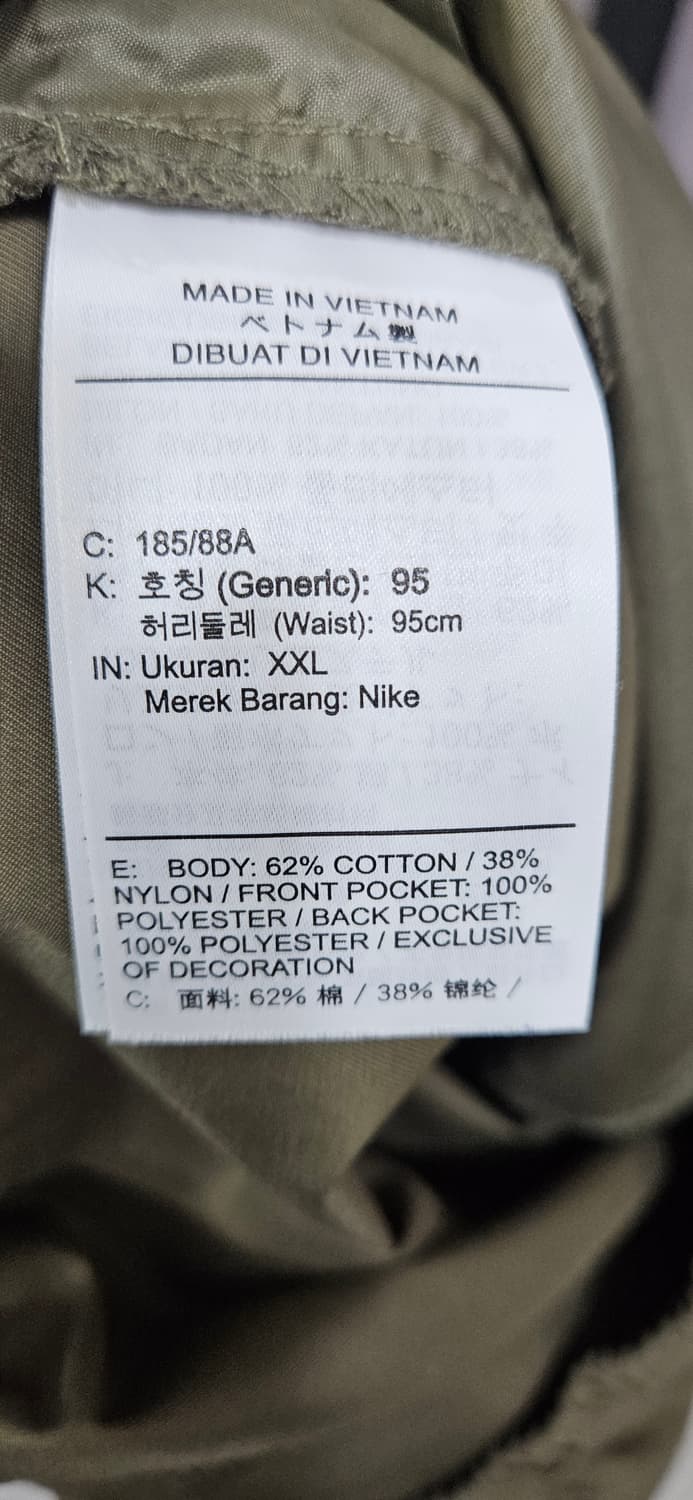 MADE IN VIETNAM
ベトナム製
DIBUAT DI VIETNAM
C: 185/88A
K: 호칭 (Generic): 95
허리둘레 (Waist): 95cm
IN: Ukuran: XXL
Merek Barang: Nike
E: BODY: 62% COTTON / 38%
NYLON / FRONT POCKET: 100%
POLYESTER / BACK POCKET:
100% POLYESTER / EXCLUSIVE
OF DECORATION
C: 面料: 62% 棉 / 38% 锦纶 /